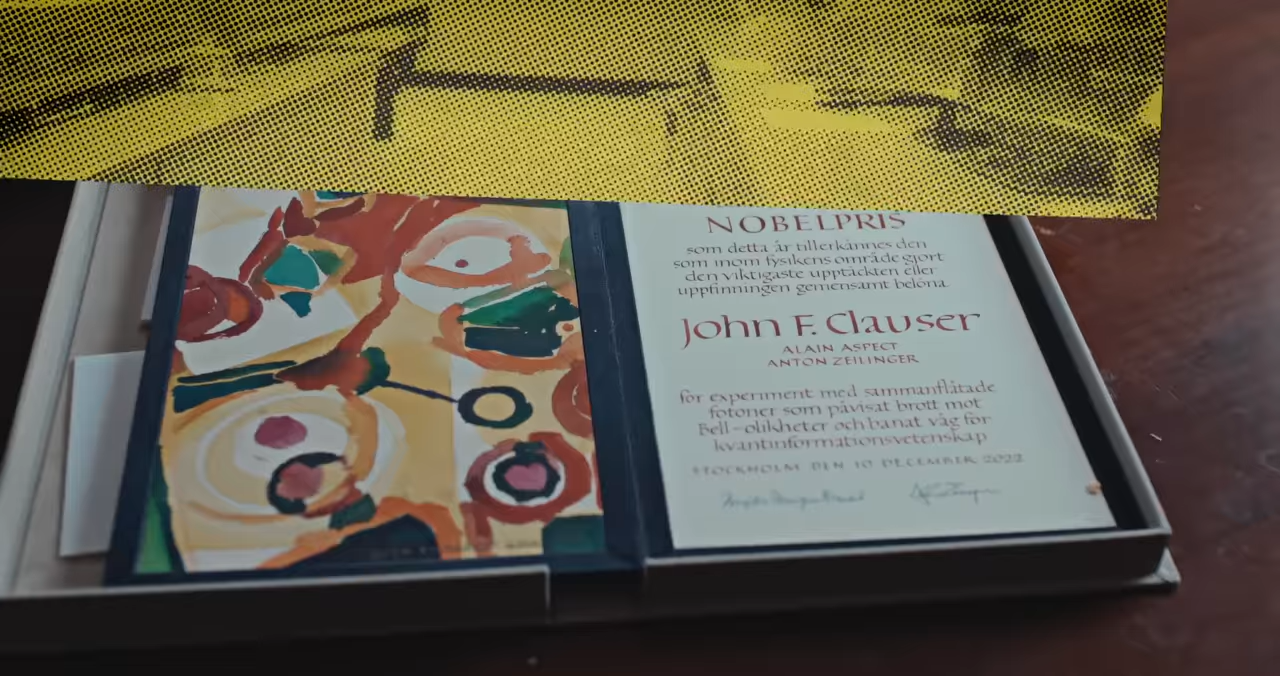 NOBELPRIS
som detta år tillerkännes den
som inom fysikens område gjort
den viktigaste upptäckten eller
uppfinningen gemensamt belöna
John F. Clauser
ALAIN ASPECT
ANTON ZEILINGER
för experiment med sammanflätade
fotoner som påvisat brott mot
Bell-olikheter och banat väg för
kvantinformationsvetenskap
STOCKHOLM DEN 10 DECEMBER 2022